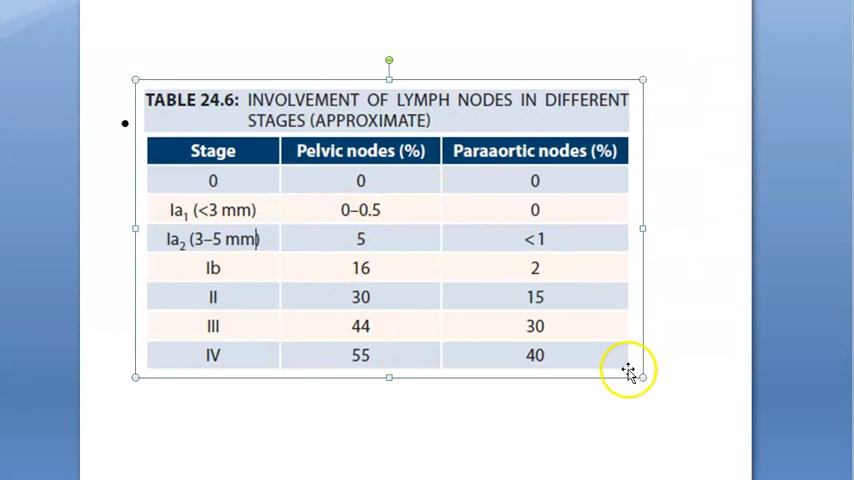 TABLE 24.6: INVOLVEMENT OF LYMPH NODES IN DIFFERENT
STAGES (APPROXIMATE)
Stage Pelvic nodes (%) Paraaortic nodes (%)
0 0 0
Ia₁ (<3 mm) 0–0.5 0
Ia₂ (3–5 mm) 5 <1
Ib 16 2
II 30 15
III 44 30
IV 55 40